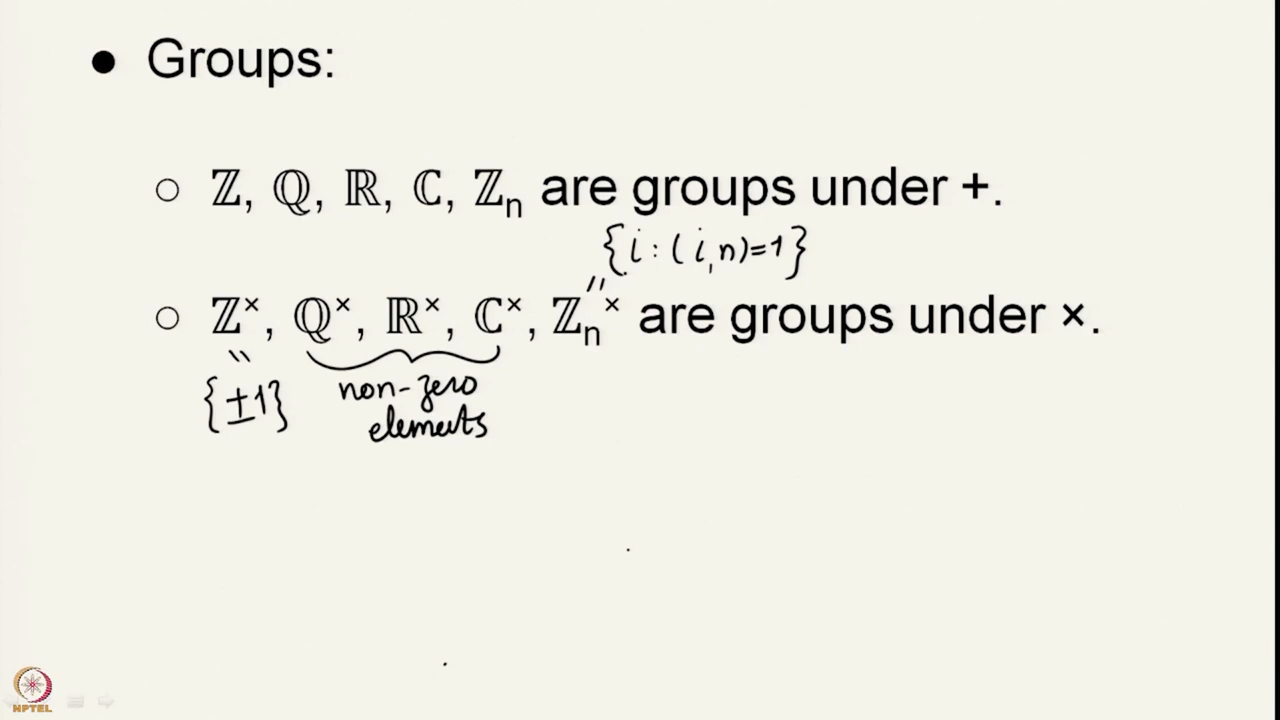 ● Groups:
○ ℤ, ℚ, ℝ, ℂ, ℤₙ are groups under +.
{i : (i,n)=1}
"
○ ℤ×, ℚ×, ℝ×, ℂ×, ℤₙ× are groups under ×.
"
{±1}
non-zero
elements
NPTEL